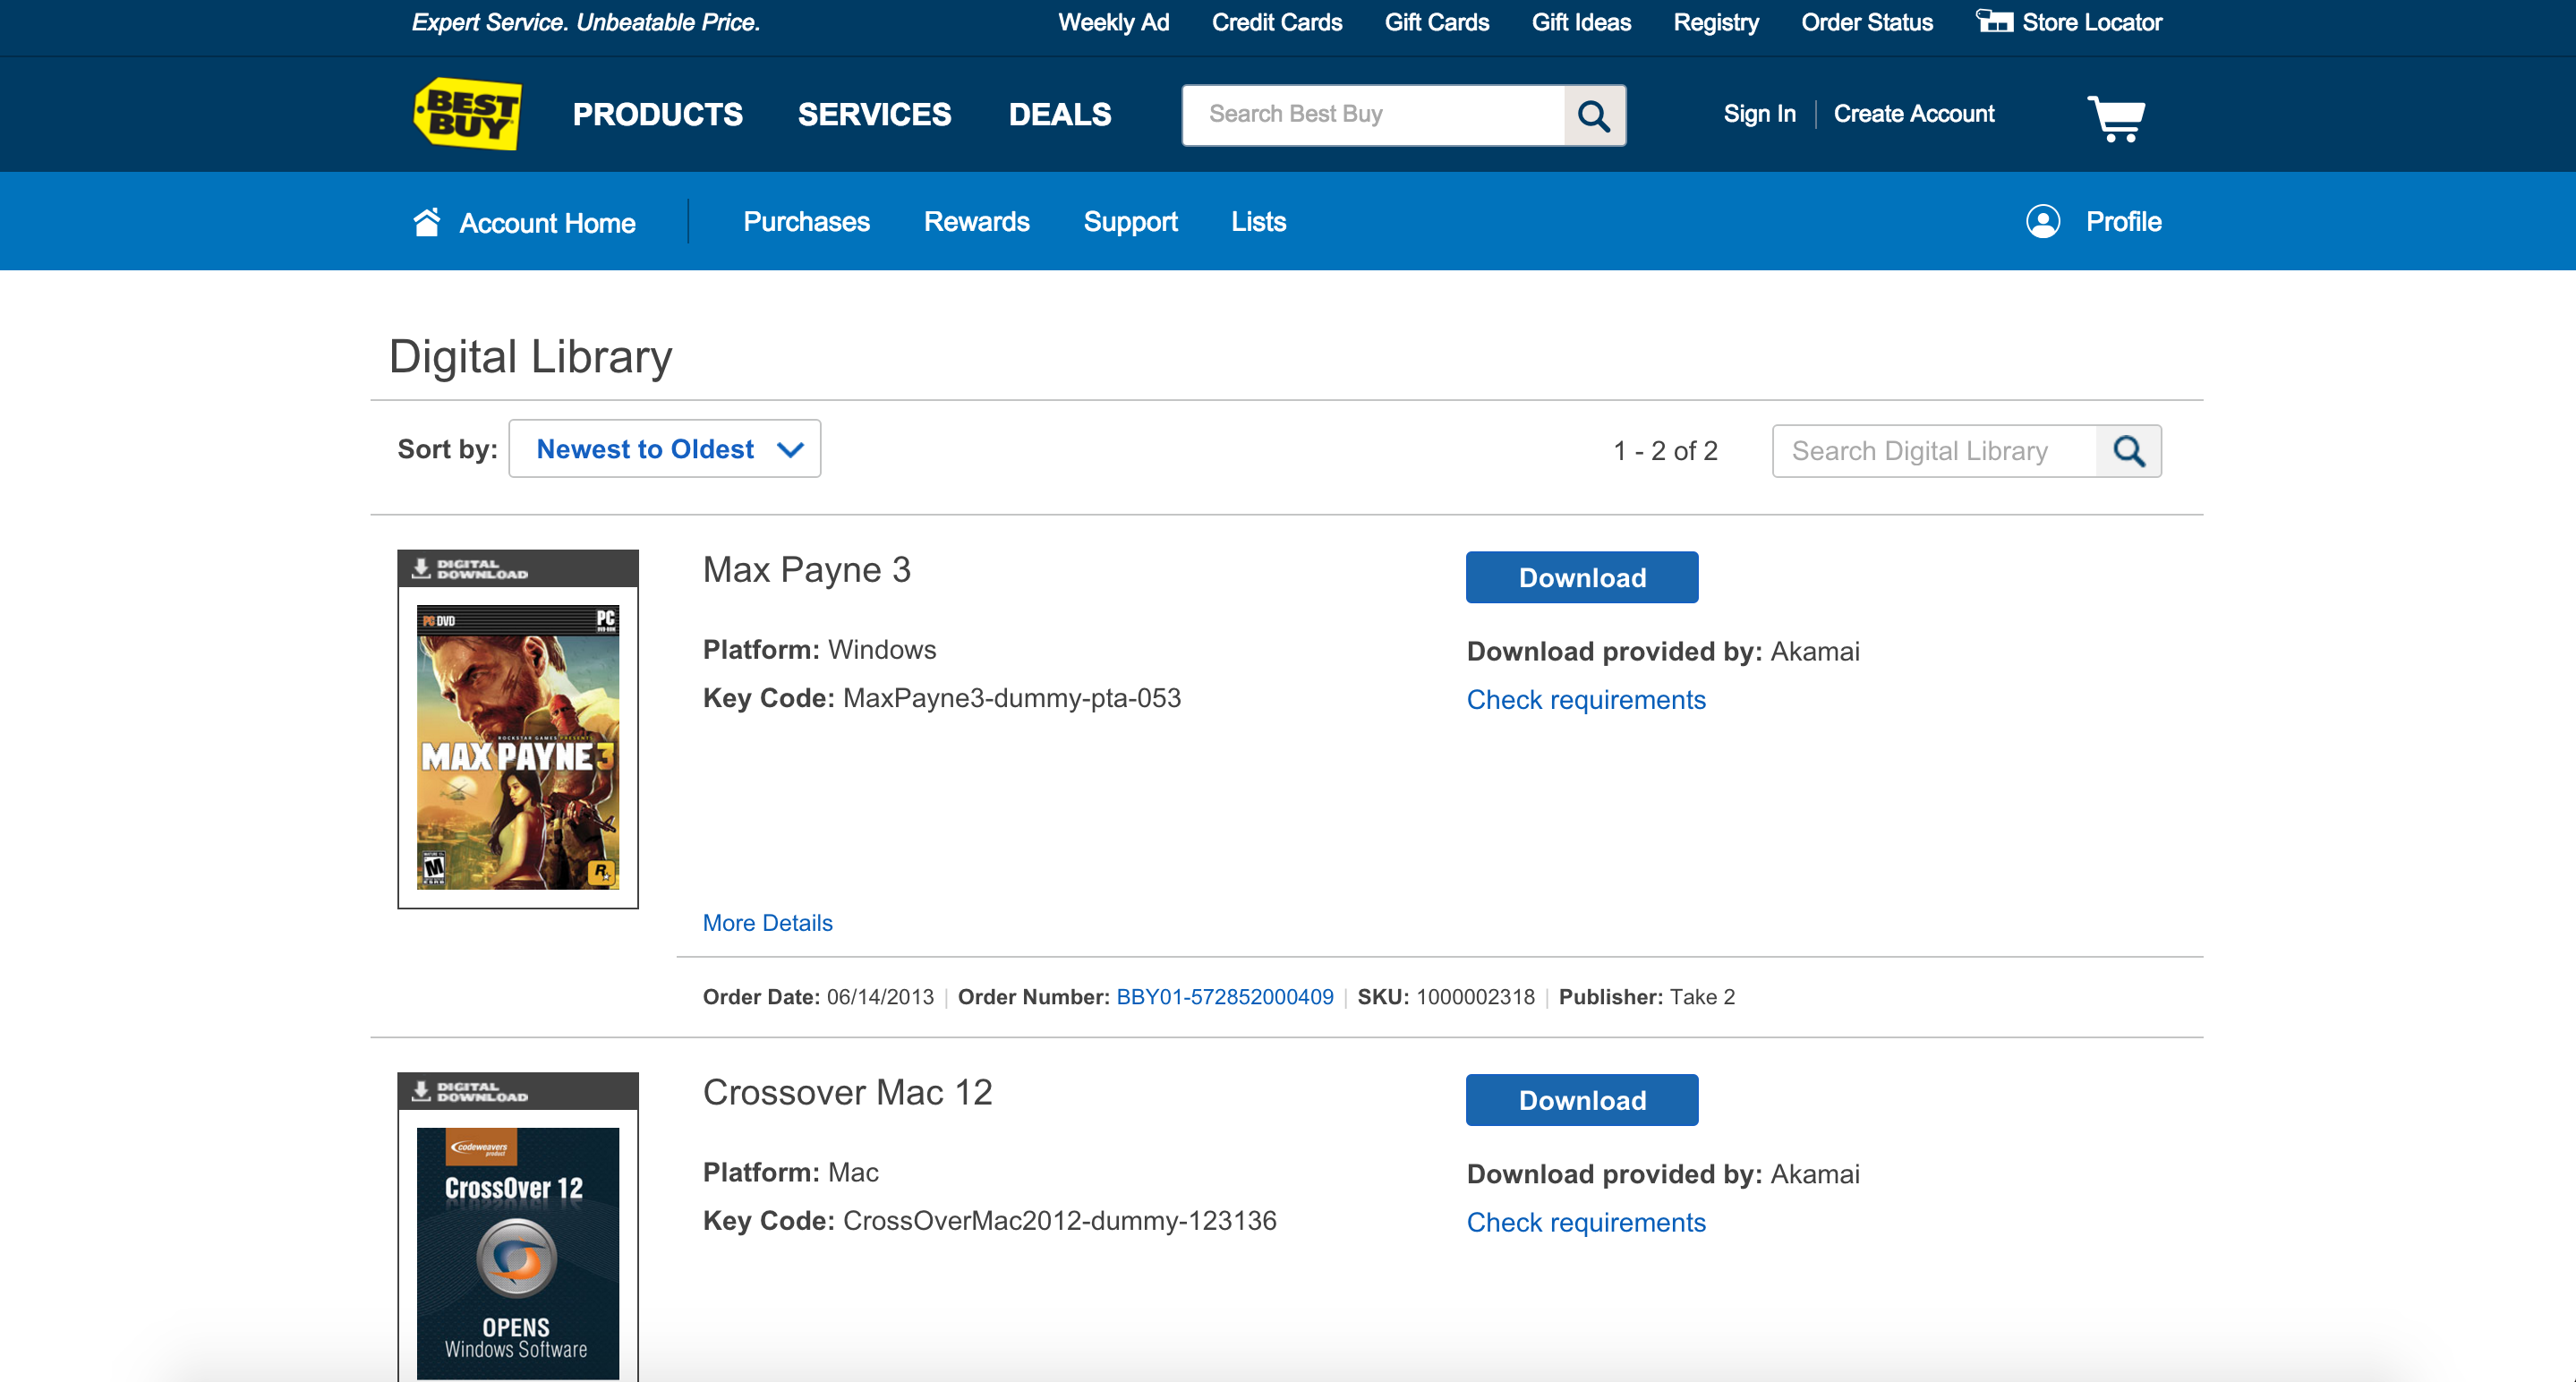 Expert Service. Unbeatable Price. Weekly Ad Credit Cards Gift Cards Gift Ideas Registry Order Status Store Locator
BEST BUY PRODUCTS SERVICES DEALS Search Best Buy Sign In Create Account
Account Home Purchases Rewards Support Lists Profile
Digital Library
Sort by: Newest to Oldest 1 - 2 of 2 Search Digital Library
DIGITAL DOWNLOAD
PC DVD PC
ROCKSTAR GAMES PRESENTS
MAX PAYNE 3
M
R
Max Payne 3
Platform: Windows
Key Code: MaxPayne3-dummy-pta-053
Download
Download provided by: Akamai
Check requirements
More Details
Order Date: 06/14/2013 | Order Number: BBY01-572852000409 | SKU: 1000002318 | Publisher: Take 2
DIGITAL DOWNLOAD
codeweavers
product
CrossOver 12
OPENS
Windows Software
Crossover Mac 12
Platform: Mac
Key Code: CrossOverMac2012-dummy-123136
Download
Download provided by: Akamai
Check requirements